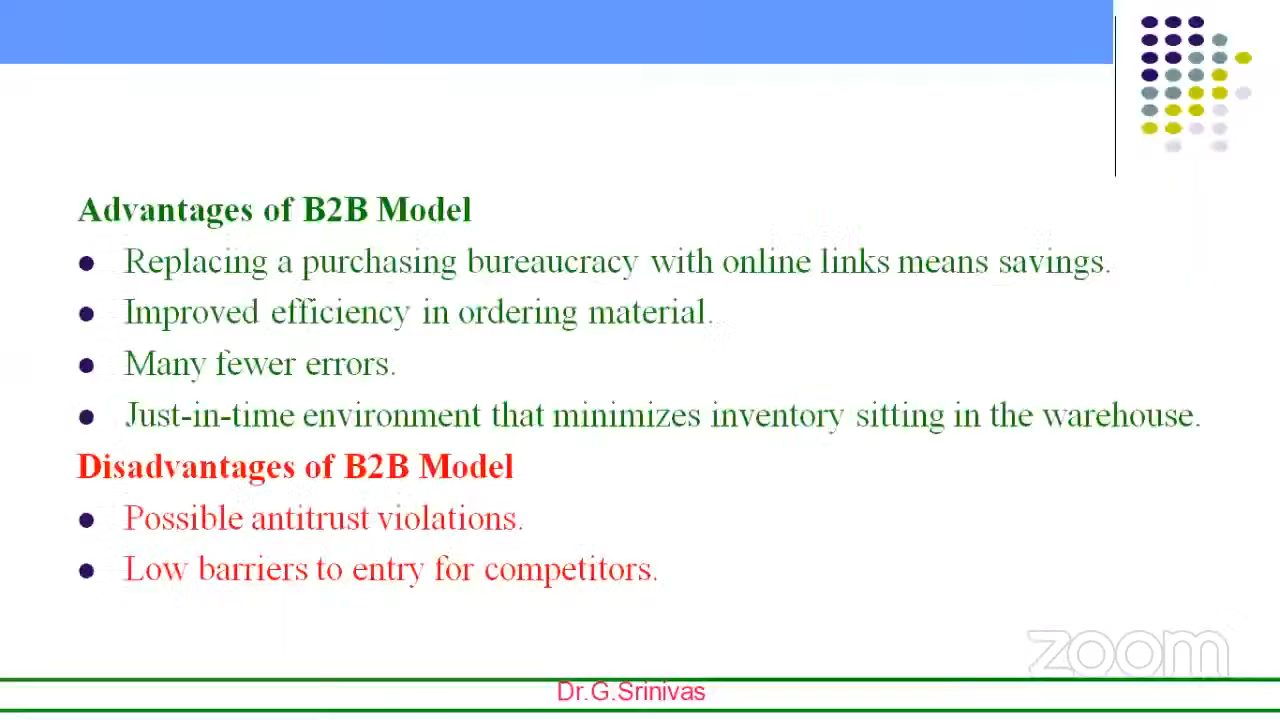 Advantages of B2B Model
Replacing a purchasing bureaucracy with online links means savings.
Improved efficiency in ordering material.
Many fewer errors.
Just-in-time environment that minimizes inventory sitting in the warehouse.
Disadvantages of B2B Model
Possible antitrust violations.
Low barriers to entry for competitors.
zoom
Dr.G.Srinivas